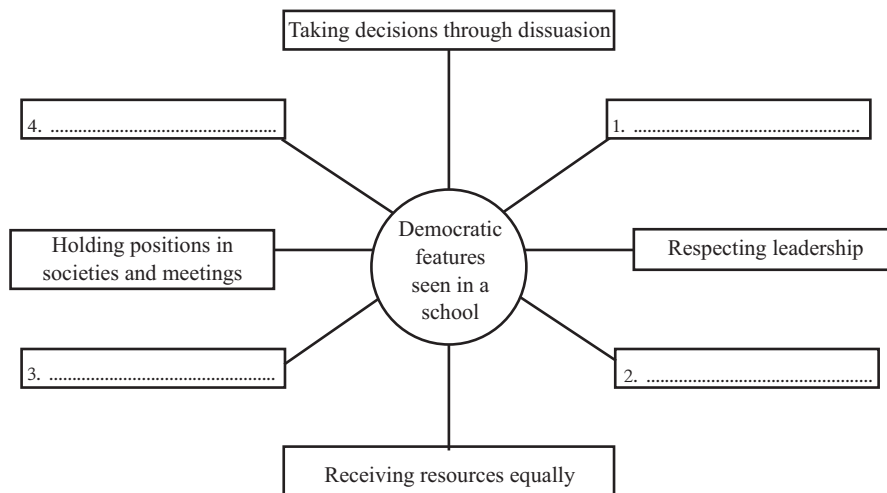 Taking decisions through dissuasion
4. ..................................................
1. ..................................................
Democratic
features
seen in a
school
Holding positions in
societies and meetings
Respecting leadership
3. ..................................................
2. ..................................................
Receiving resources equally